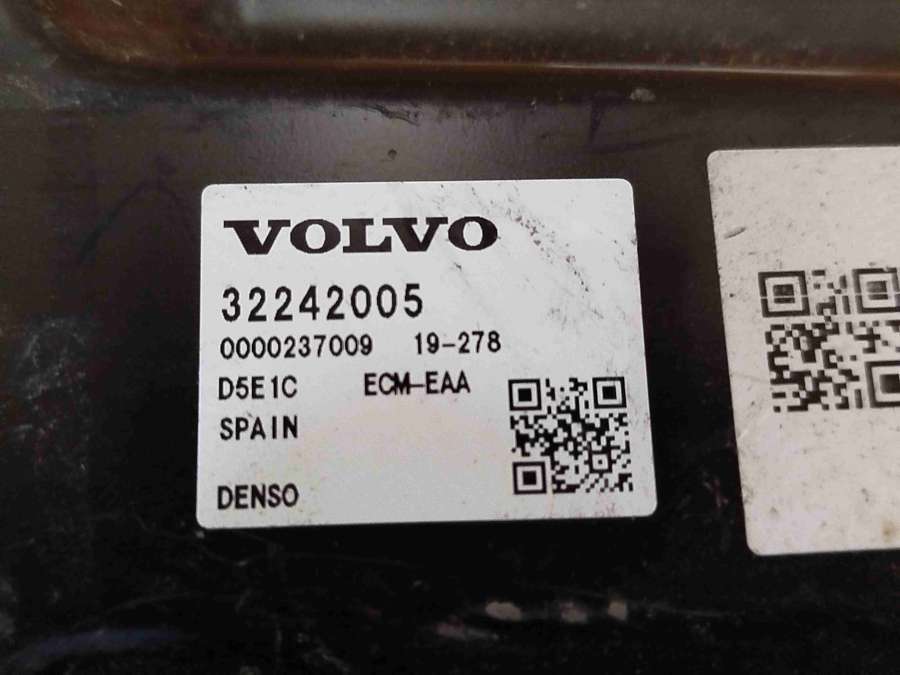 VOLVO
32242005
0000237009 19-278
D5E1C ECM-EAA
SPAIN
DENSO